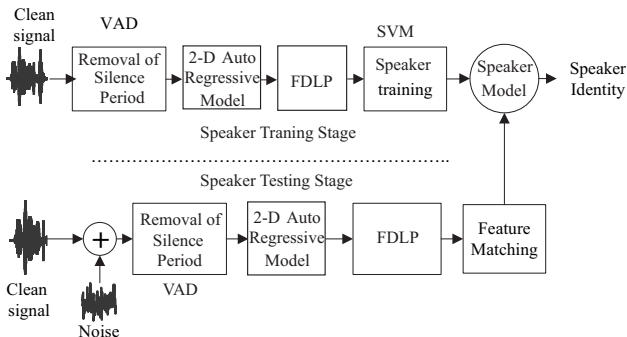 Clean
signal
VAD
Removal of
Silence
Period
2-D Auto
Regressive
Model
FDLP
SVM
Speaker
training
Speaker
Model
Speaker
Identity
Speaker Traning Stage
Speaker Testing Stage
Clean
signal
+
Noise
Removal of
Silence
Period
VAD
2-D Auto
Regressive
Model
FDLP
Feature
Matching